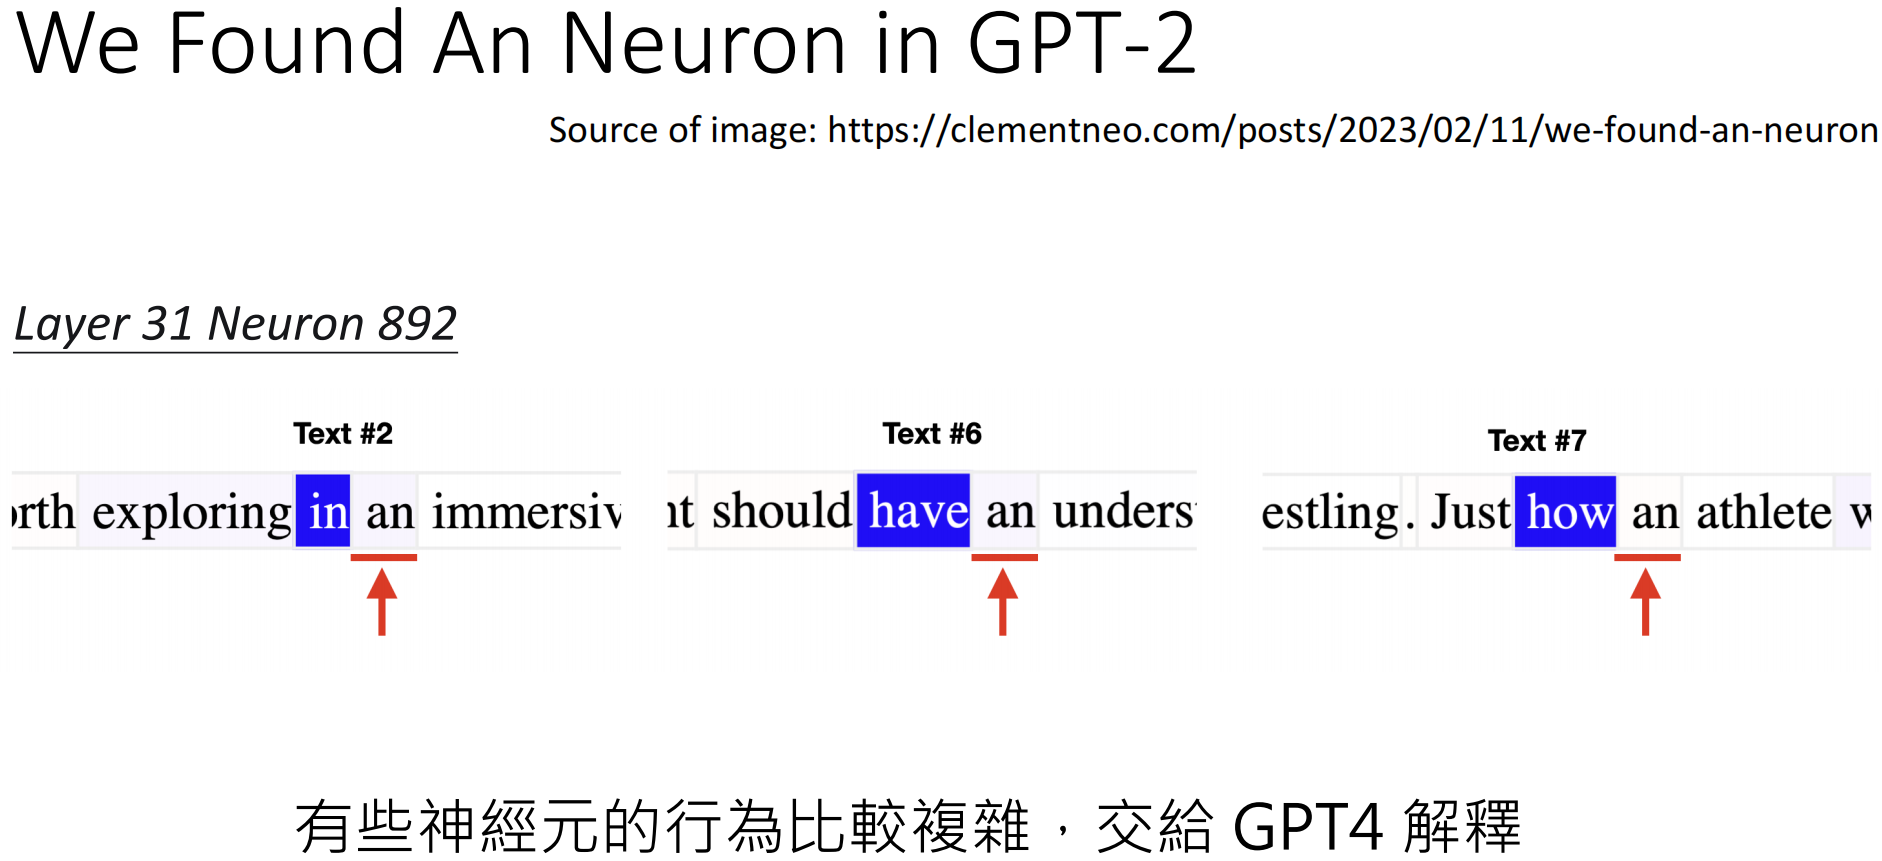 We Found An Neuron in GPT-2
Source of image: https://clementneo.com/posts/2023/02/11/we-found-an-neuron
Layer 31 Neuron 892
Text #2
orth exploring in an immersiv
Text #6
nt should have an unders
Text #7
estling. Just how an athlete w
有些神經元的行為比較複雜，交給 GPT4 解釋